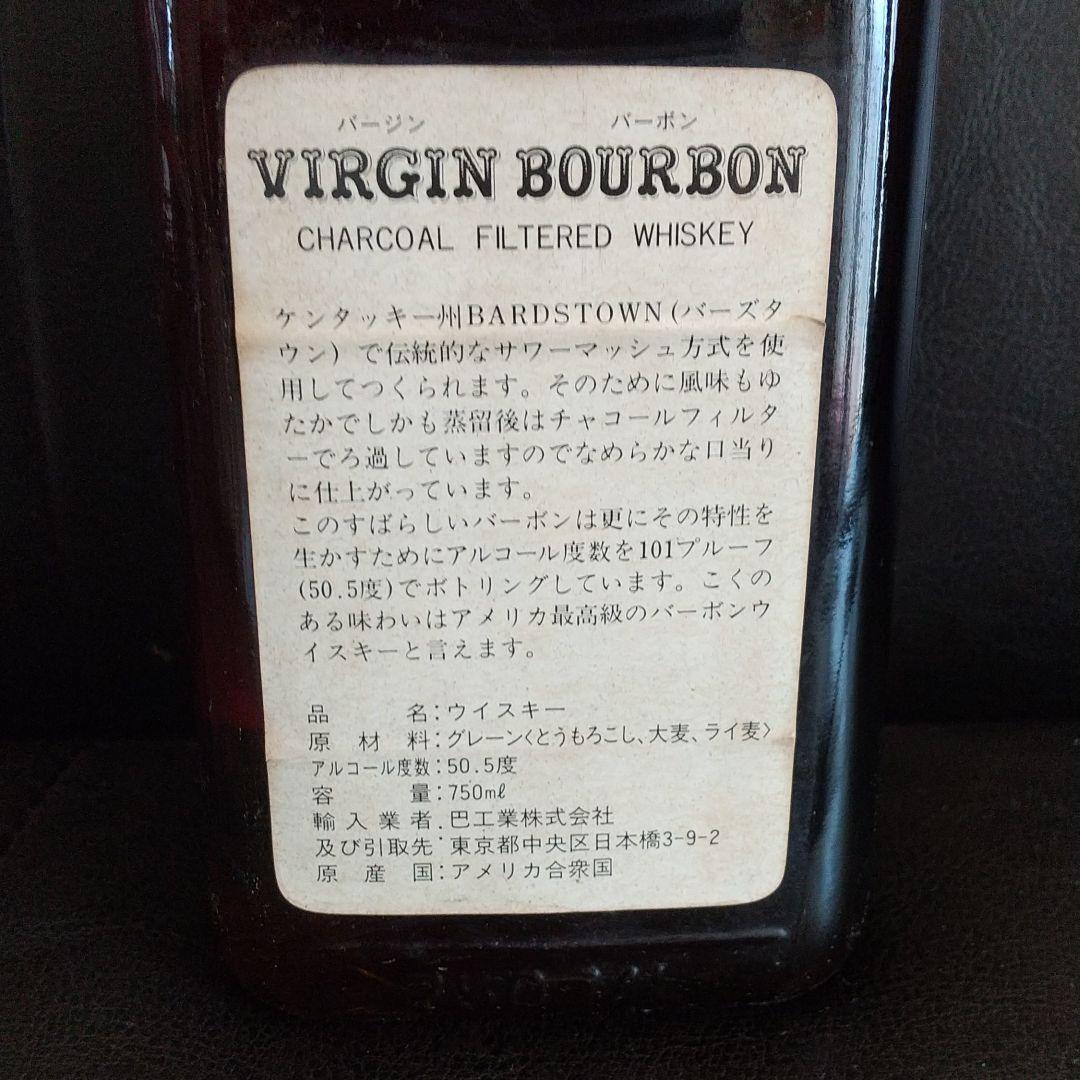 バージン バーボン
VIRGIN BOURBON
CHARCOAL FILTERED WHISKEY
ケンタッキー州BARDSTOWN(バーズタ
ウン)で伝統的なサワーマッシュ方式を使
用してつくられます。そのために風味もゆ
たかでしかも蒸留後はチャコールフィルタ
ーでろ過していますのでなめらかな口当り
に仕上がっています。
このすばらしいバーボンは更にその特性を
生かすためにアルコール度数を101プルーフ
(50.5度)でボトリングしています。こくの
ある味わいはアメリカ最高級のバーボンウ
イスキーと言えます。
品名:ウイスキー
原材料:グレーン〈とうもろこし、大麦、ライ麦〉
アルコール度数:50.5度
容量:750mℓ
輸入業者:巴工業株式会社
及び引取先:東京都中央区日本橋3-9-2
原産国:アメリカ合衆国